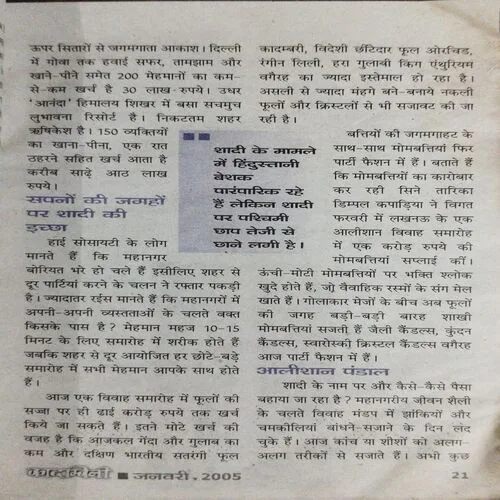 ऊपर सितारों से जगमगाता आकाश। दिल्ली
में गोवा तक हवाई सफर, तामझाम और
खाने-पीने समेत 200 मेहमानों का कम-
से-कम खर्च है 30 लाख रुपये। उधर
'आनंदा' हिमालय शिखर में बसा सचमुच
लुभावना रिसोर्ट है। निकटतम शहर
ऋषिकेश है। 150 व्यक्तियों
का खाना-पीना, एक रात
ठहरने सहित खर्च आता है
करीब साढ़े आठ लाख
रुपये।
सपनों की जगहों
पर शादी की
इच्छा
हाई सोसायटी के लोग
मानते हैं कि महानगर
बोरियत भरे हो चले हैं इसीलिए शहर से
दूर पार्टियां करने के चलन ने रफ्तार पकड़ी
है। ज्यादातर रईस मानते हैं कि महानगरों में
अपनी-अपनी व्यस्तताओं के चलते वक्त
किसके पास है? मेहमान महज 10-15
मिनट के लिए समारोह में शरीक होते हैं
जबकि शहर से दूर आयोजित हर छोटे-बड़े
समारोह में सभी मेहमान आपके साथ होते
हैं।
आज एक विवाह समारोह में फूलों की
सज्जा पर ही ढाई करोड़ रुपये तक खर्च
किये जा सकते हैं। इतने मोटे खर्च की
वजह है कि आजकल गेंदा और गुलाब का
कम और दक्षिण भारतीय सतरंगी फूल
शादी के मामले
में हिंदुस्तानी
बेशक
पारंपारिक रहे
हैं लेकिन शादी
पर पश्चिमी
छाप तेजी से
छाने लगी है।
कादम्बरी, विदेशी छींटदार फूल ओरचिड,
रंगीन लिली, हरा गुलाबी किंग एंथुरियम
वगैरह का ज्यादा इस्तेमाल हो रहा है।
असली से ज्यादा मंहगे बने-बनाये नकली
फूलों और क्रिस्टलों से भी सजावट की जा
रही है।
बत्तियों की जगमगाहट के
साथ-साथ मोमबत्तियां फिर
पार्टी फैशन में हैं। बताते हैं
कि मोमबत्तियों का कारोबार
कर रही सिने तारिका
डिम्पल कपाड़िया ने विगत
फरवरी में लखनऊ के एक
आलीशान विवाह समारोह
में एक करोड़ रुपये की
मोमबत्तियां सप्लाई कीं।
ऊंची-मोटी मोमबत्तियों पर भक्ति श्लोक
खुदे होते हैं, जो वैवाहिक रस्मों के संग मेल
खाते हैं। गोलाकार मेजों के बीच अब फूलों
की जगह बड़ी-बड़ी बारह शाखी
मोमबत्तियां सजती हैं जैली कैंडल्स, कुंदन
कैंडल्स, स्वारोस्की क्रिस्टल कैंडल्स वगैरह
आज पार्टी फैशन में हैं।
आलीशान पंडाल
शादी के नाम पर और कैसे-कैसे पैसा
बहाया जा रहा है? महानगरीय जीवन शैली
के चलते विवाह मंडप में झांकियों और
चमकीलियां बांधने-सजाने के दिन लंद
चुके हैं। आज कांच या शीशों को अलग-
अलग तरीकों से सजाते हैं। अभी कुछ
कादम्बिनी ■ जनवरी, 2005
21